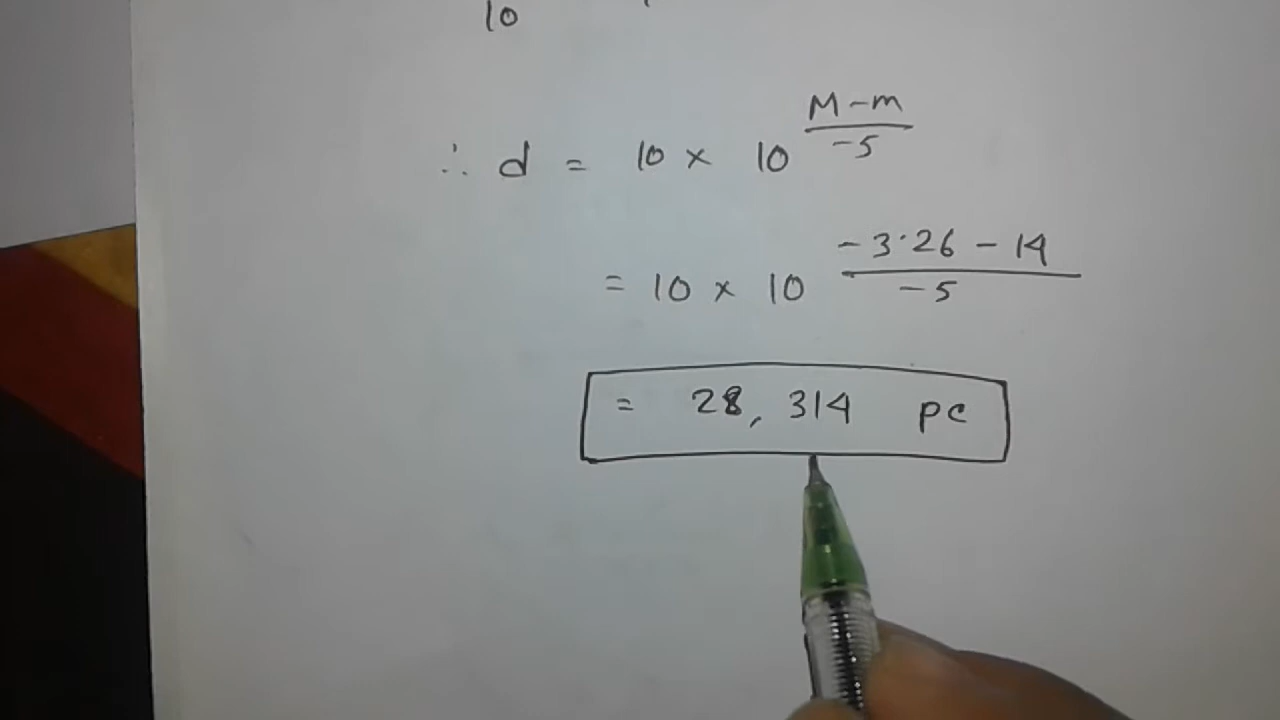 10
∴ d = 10 × 10^((M-m)/-5)
= 10 × 10^((-3·26 - 14)/-5)
= 28, 314 pc